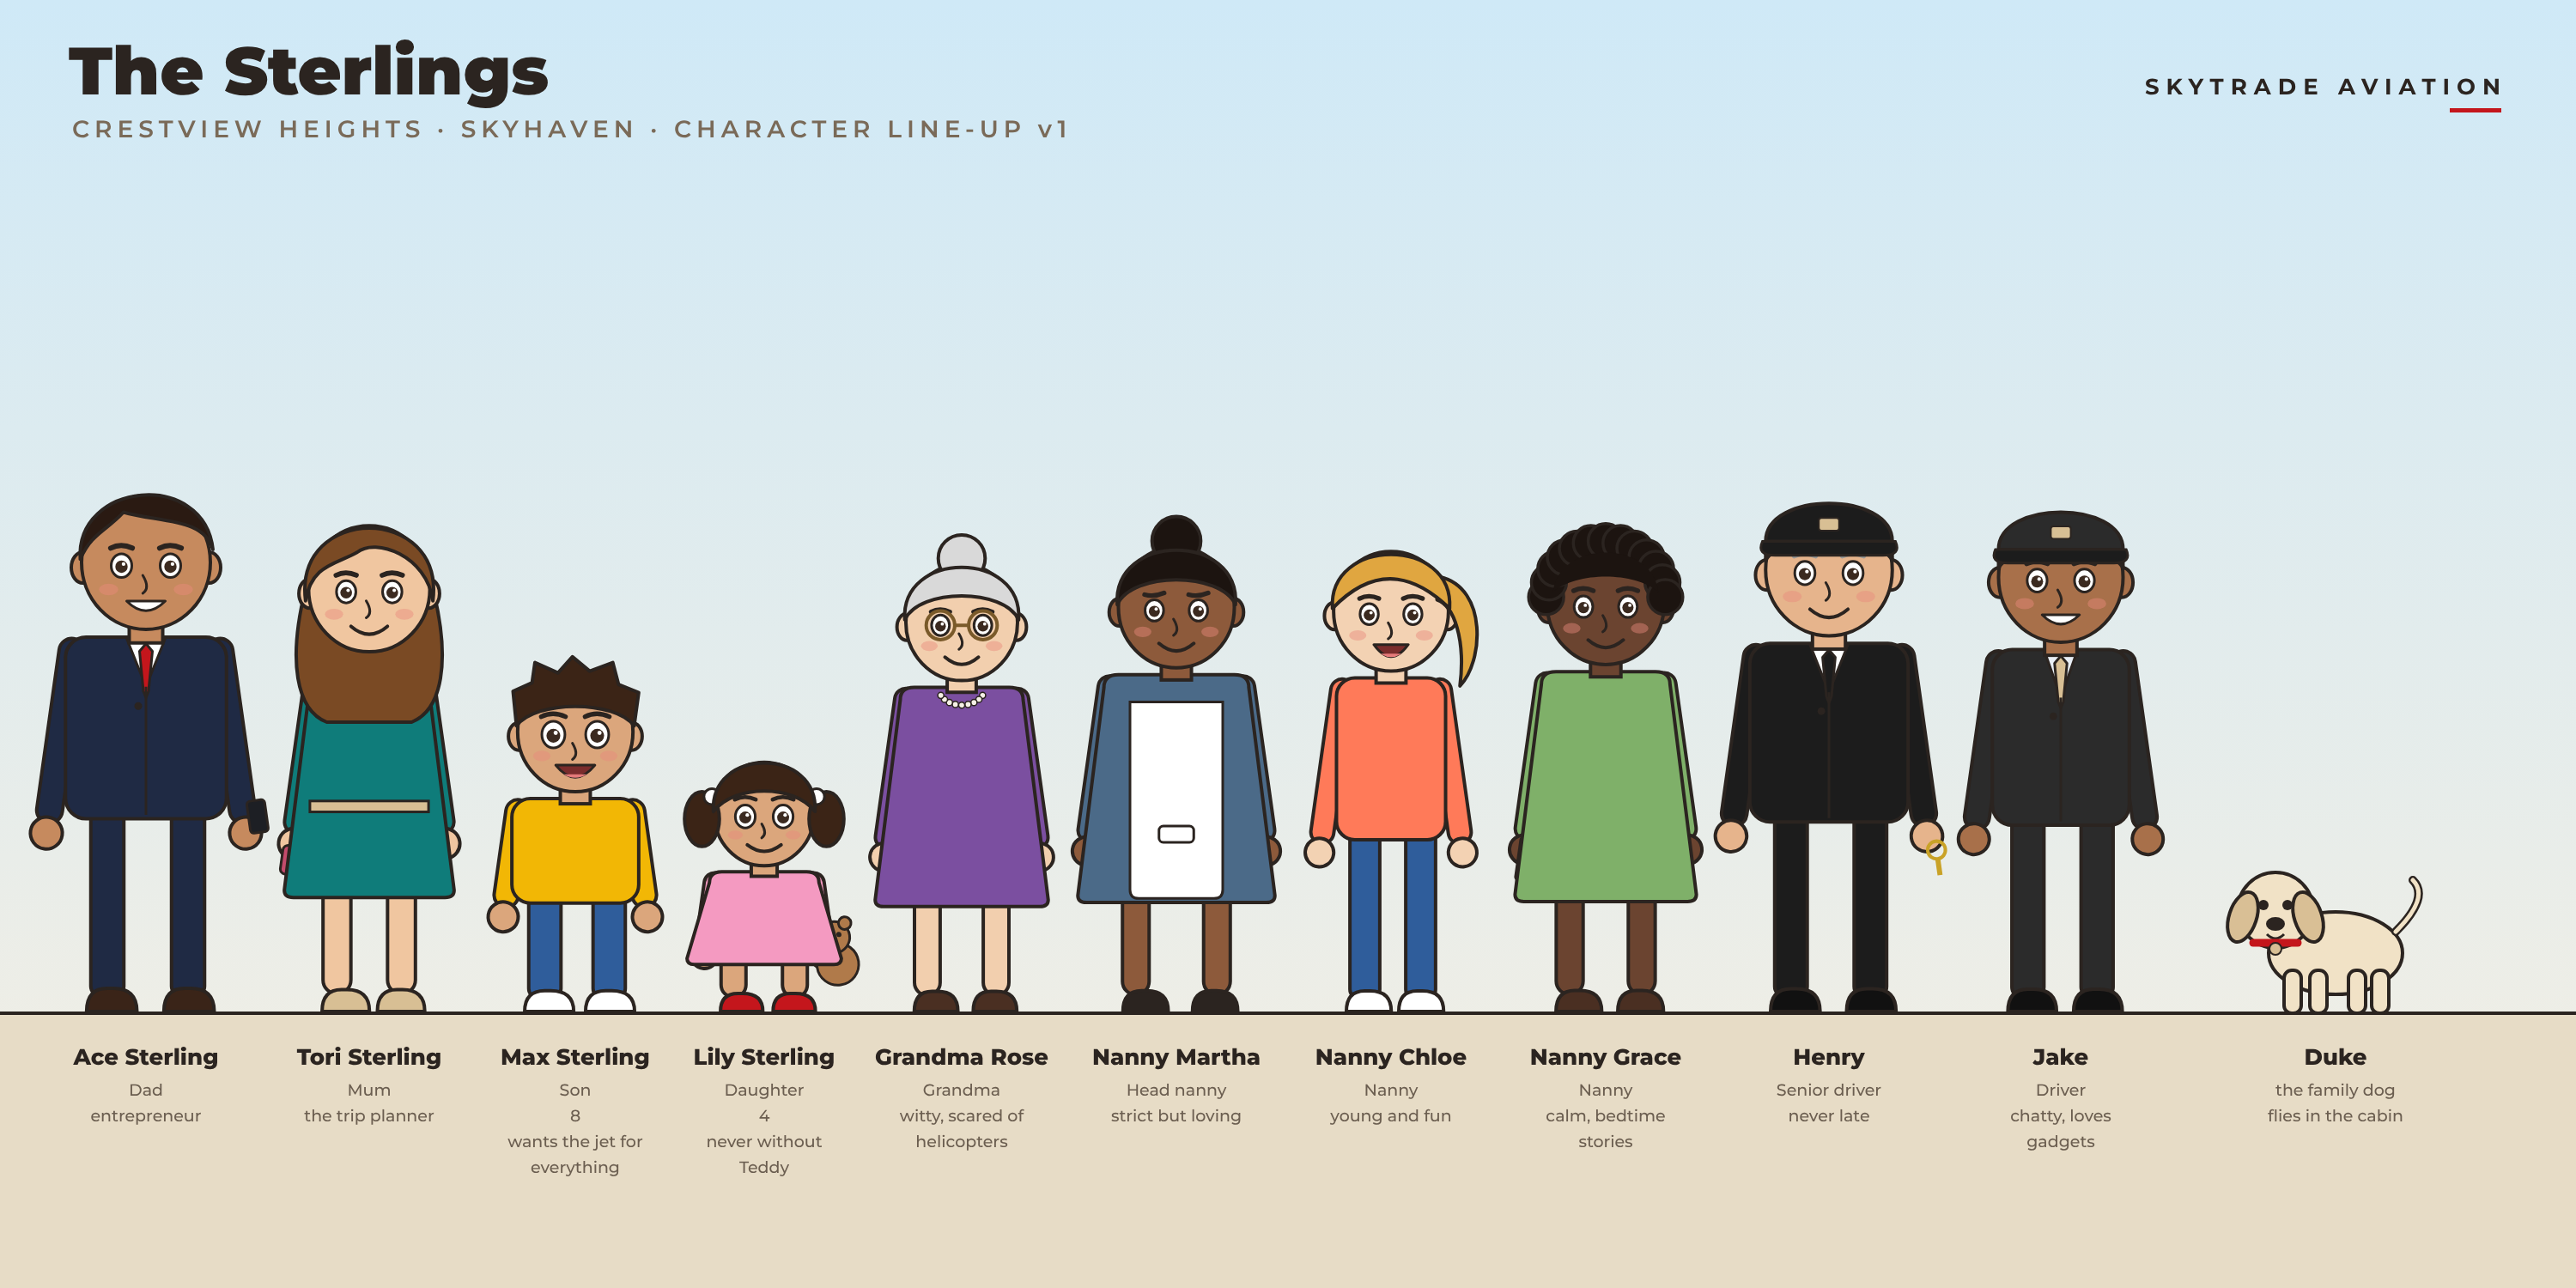 The Sterlings
CRESTVIEW HEIGHTS · SKYHAVEN · CHARACTER LINE-UP v1
SKYTRADE AVIATION
Ace Sterling
Dad
entrepreneur
Tori Sterling
Mum
the trip planner
Max Sterling
Son
8
wants the jet for
everything
Lily Sterling
Daughter
4
never without
Teddy
Grandma Rose
Grandma
witty, scared of
helicopters
Nanny Martha
Head nanny
strict but loving
Nanny Chloe
Nanny
young and fun
Nanny Grace
Nanny
calm, bedtime
stories
Henry
Senior driver
never late
Jake
Driver
chatty, loves
gadgets
Duke
the family dog
flies in the cabin